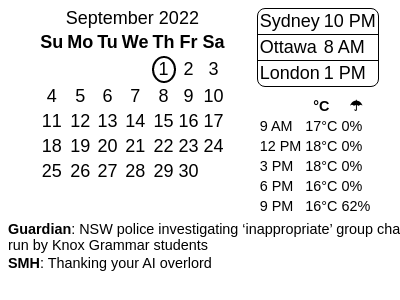 September 2022
Su Mo Tu We Th Fr Sa
1 2 3
4 5 6 7 8 9 10
11 12 13 14 15 16 17
18 19 20 21 22 23 24
25 26 27 28 29 30
Sydney 10 PM
Ottawa 8 AM
London 1 PM
°C ☂
9 AM 17°C 0%
12 PM 18°C 0%
3 PM 18°C 0%
6 PM 16°C 0%
9 PM 16°C 62%
Guardian: NSW police investigating ‘inappropriate’ group cha
run by Knox Grammar students
SMH: Thanking your AI overlord